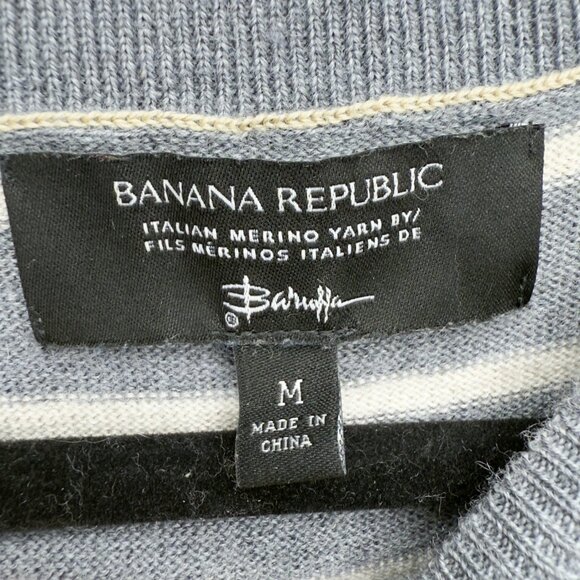 BANANA REPUBLIC
ITALIAN MERINO YARN BY/
FILS MÉRINOS ITALIENS DE
Baruffa
®
M
MADE IN
CHINA